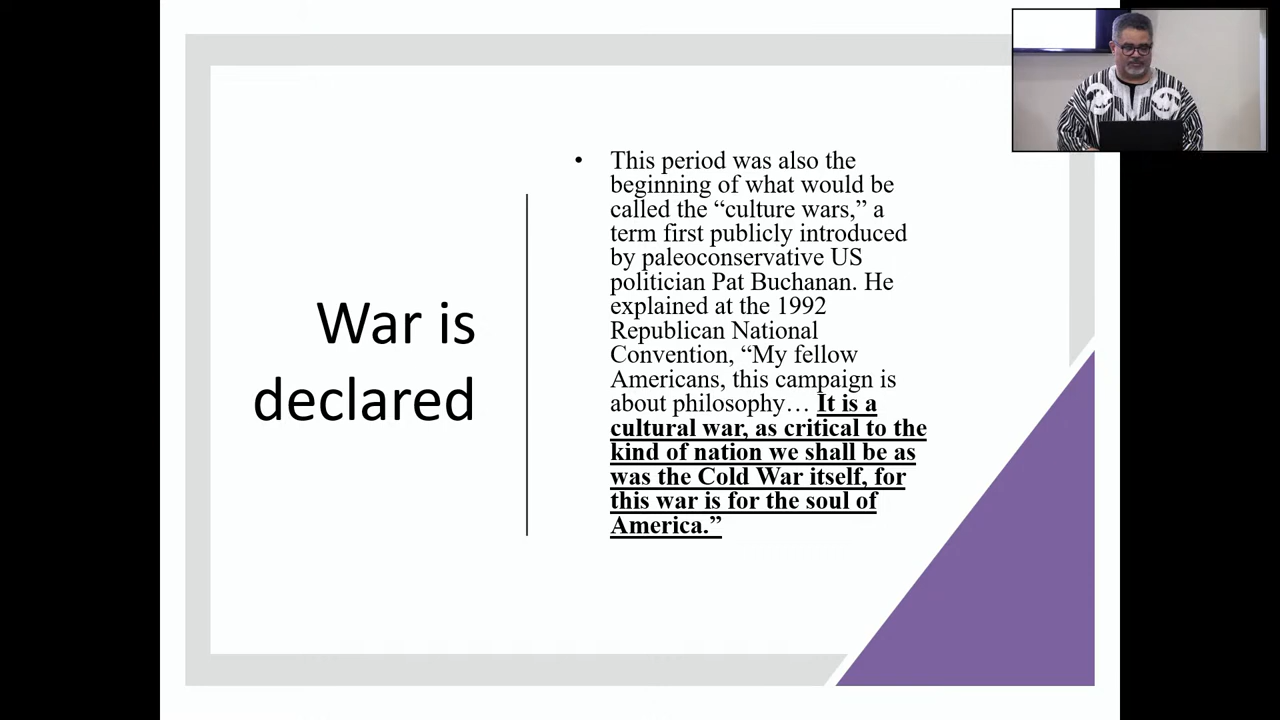 War is
declared
• This period was also the
beginning of what would be
called the “culture wars,” a
term first publicly introduced
by paleoconservative US
politician Pat Buchanan. He
explained at the 1992
Republican National
Convention, “My fellow
Americans, this campaign is
about philosophy… It is a
cultural war, as critical to the
kind of nation we shall be as
was the Cold War itself, for
this war is for the soul of
America.”